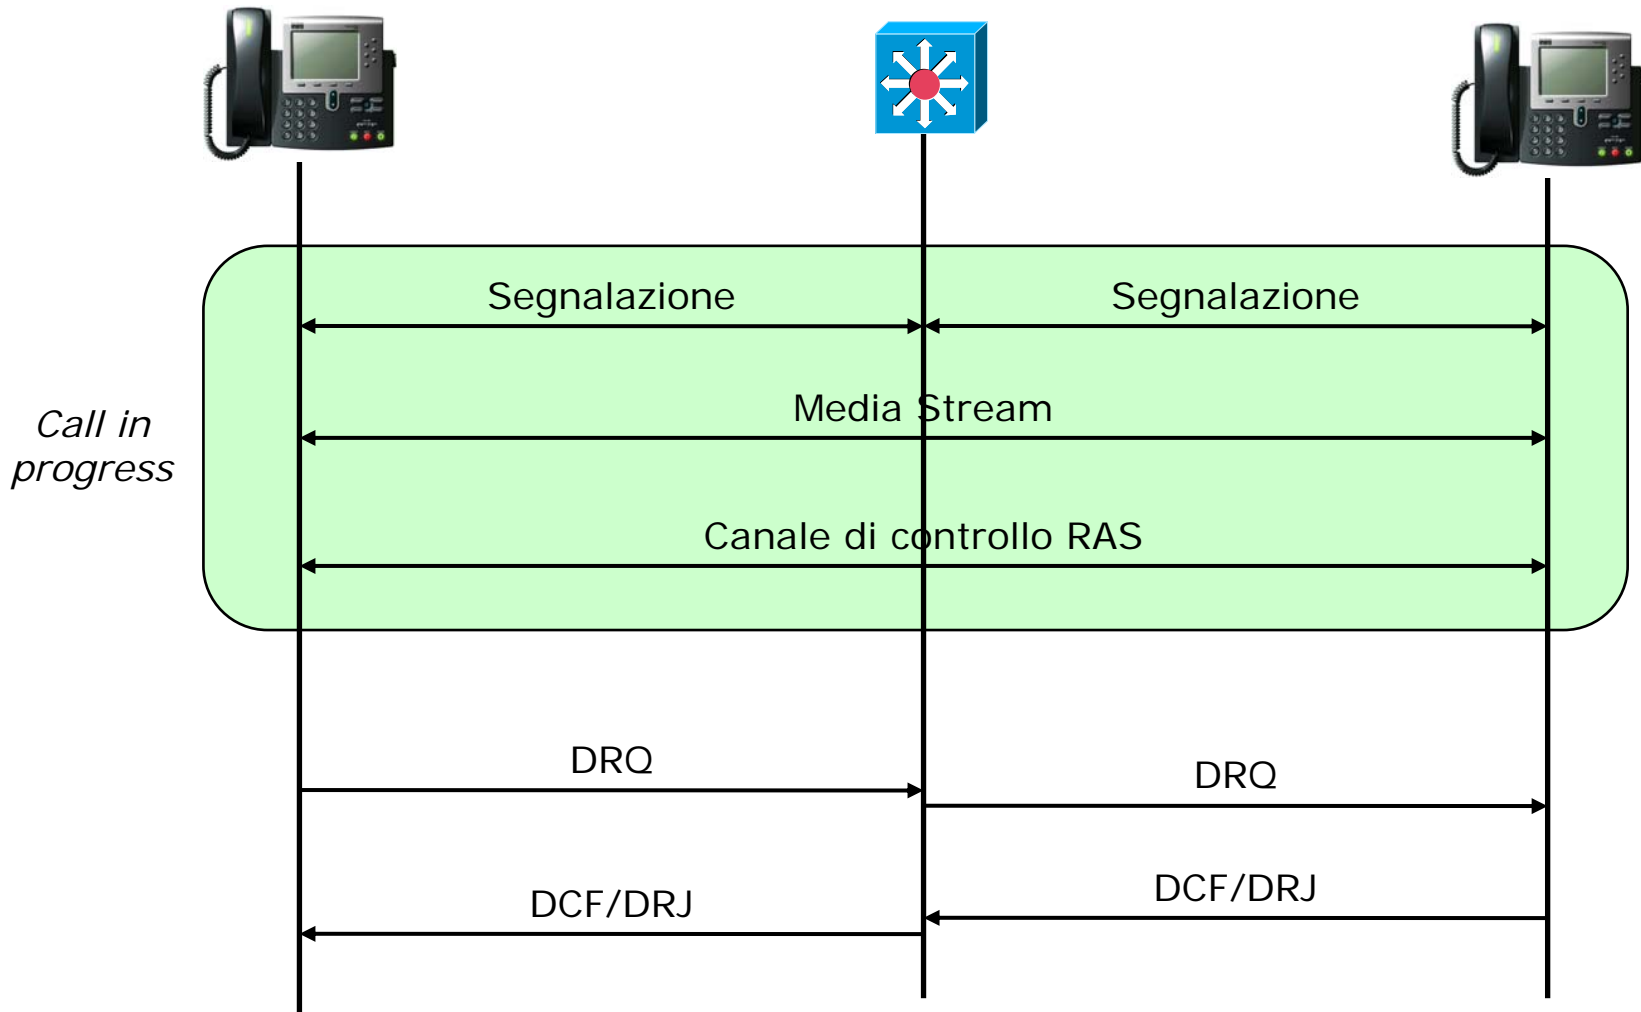 Segnalazione
Segnalazione
Media Stream
Call in
progress
Canale di controllo RAS
DRQ
DRQ
DCF/DRJ
DCF/DRJ